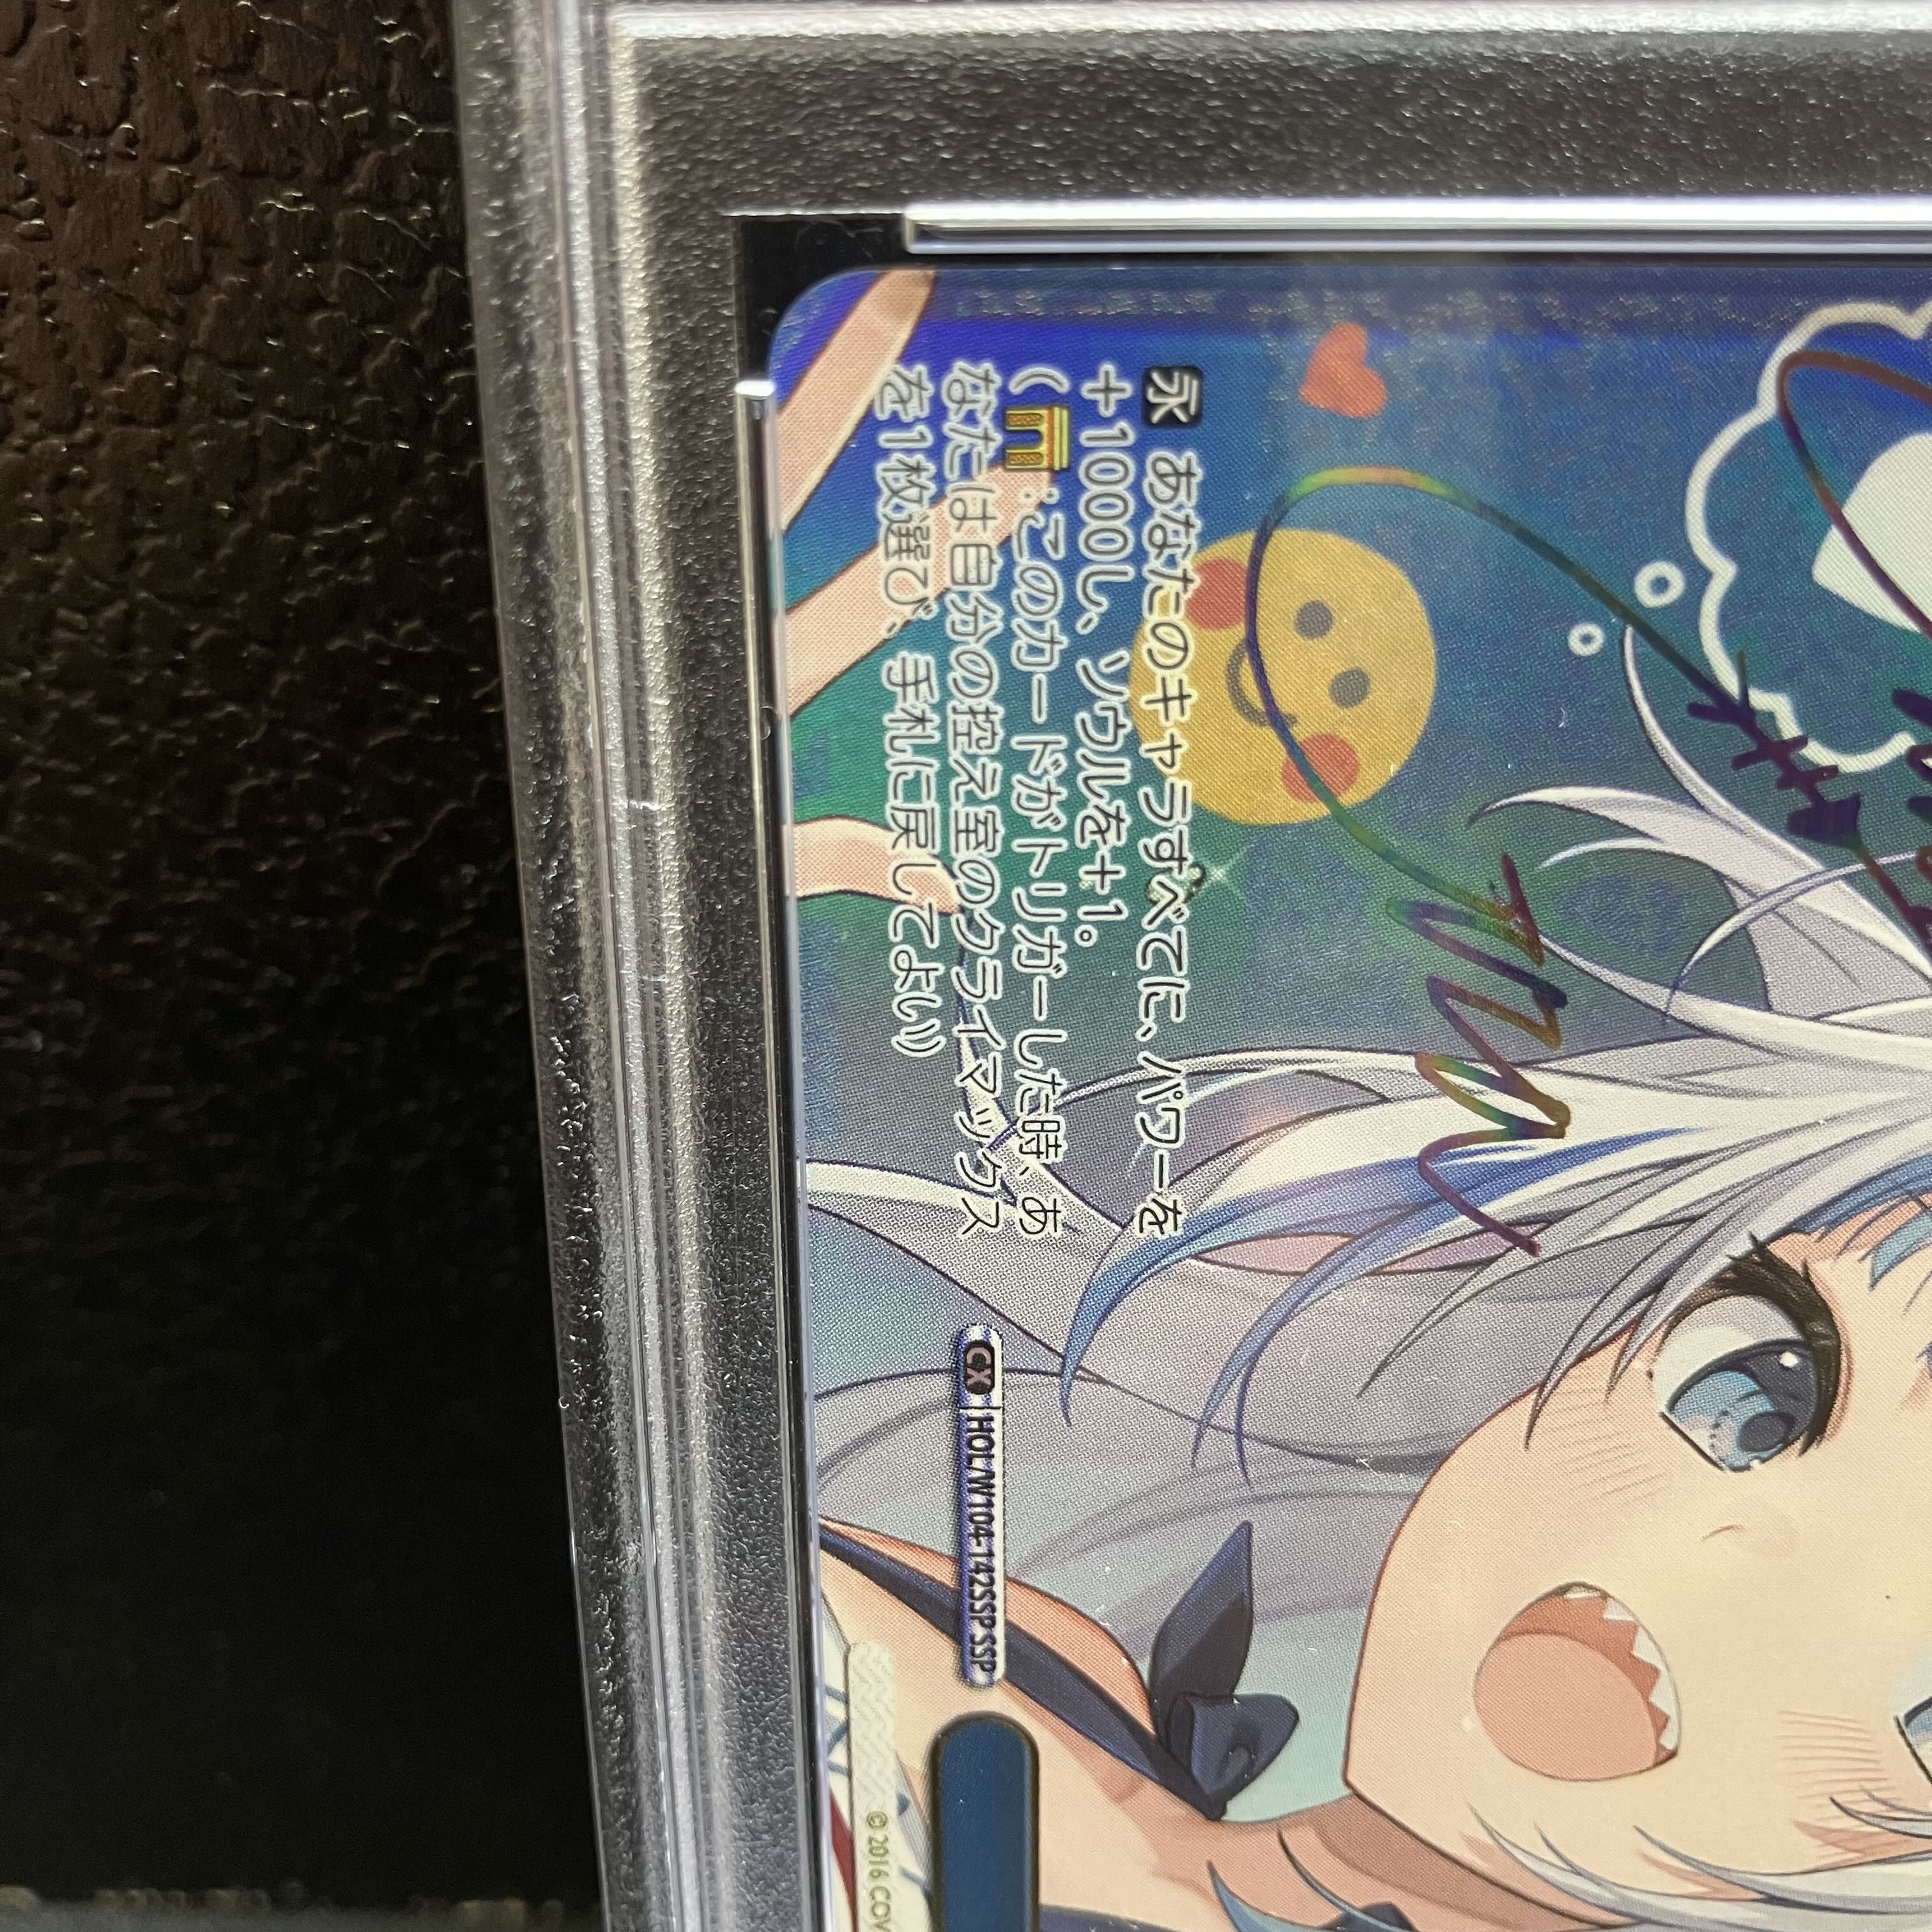 永 あなたのキャラすべてに、パワーを
+1000し、ソウルを+1。
( :このカードがトリガーした時、あ
なたは自分の控え室のクライマックス
を1枚選び、手札に戻してよい)
CX HOL/W104-142SSP SSP
© 2016 COV